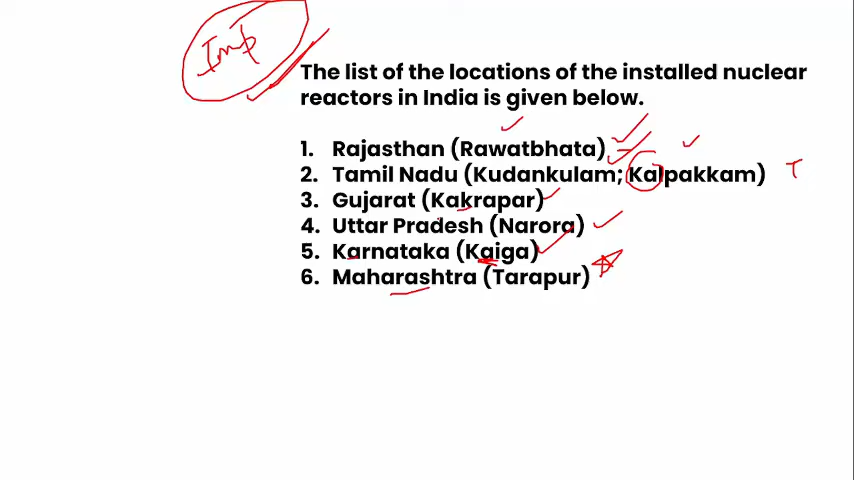 Imp
The list of the locations of the installed nuclear
reactors in India is given below.
1. Rajasthan (Rawatbhata)
2. Tamil Nadu (Kudankulam; Kalpakkam) T
3. Gujarat (Kakrapar)
4. Uttar Pradesh (Narora)
5. Karnataka (Kaiga)
6. Maharashtra (Tarapur)